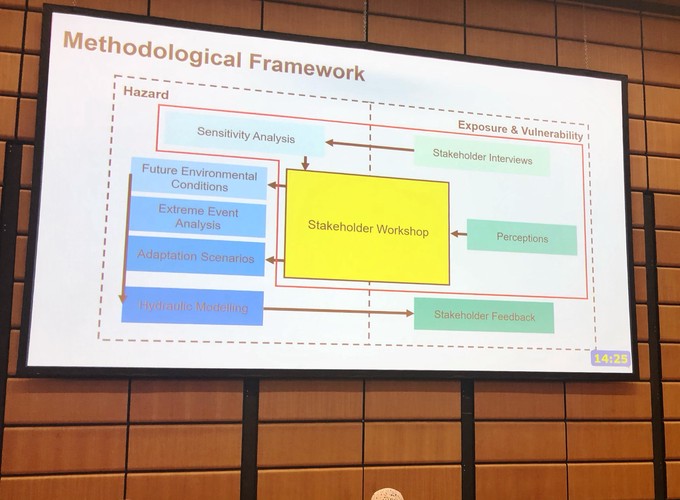 Methodological Framework
Hazard
Exposure & Vulnerability
Sensitivity Analysis
Stakeholder Interviews
Future Environmental
Conditions
Extreme Event
Analysis
Stakeholder Workshop
Perceptions
Adaptation Scenarios
Hydraulic Modelling
Stakeholder Feedback
14:25